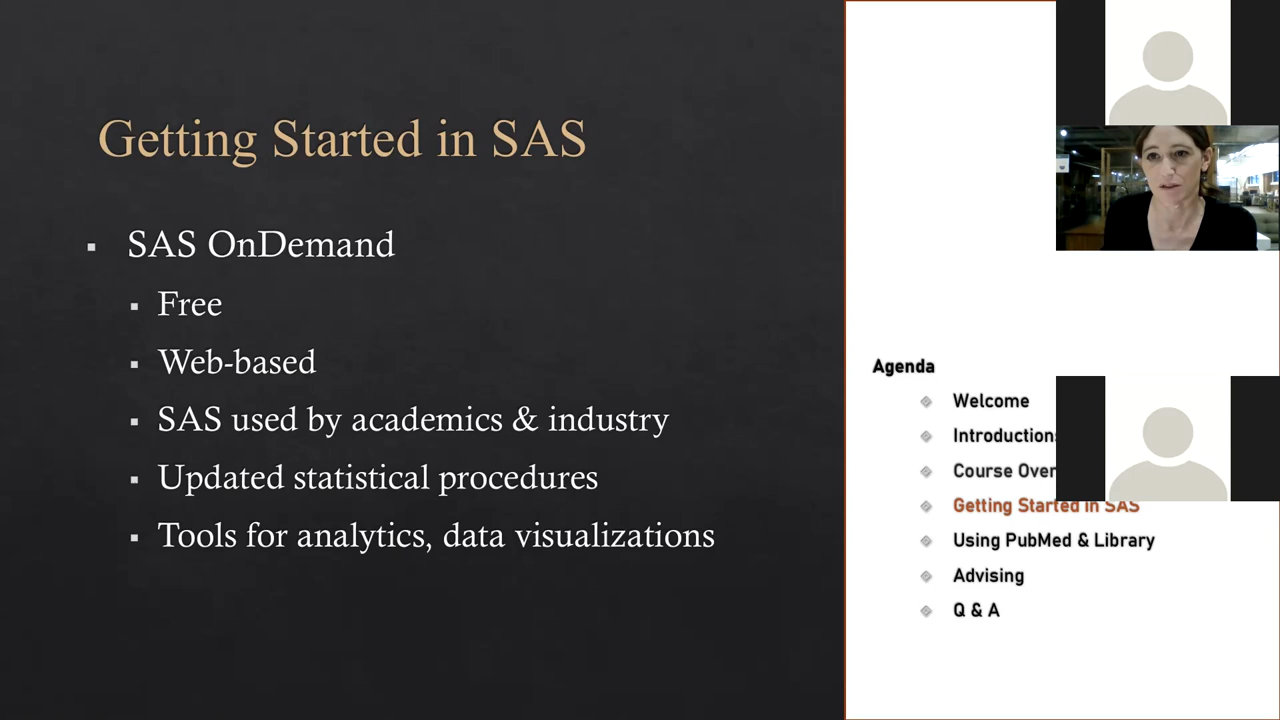 Getting Started in SAS
SAS OnDemand
Free
Web-based
SAS used by academics & industry
Updated statistical procedures
Tools for analytics, data visualizations
Agenda
Welcome
Introduction
Course Over
Getting Started in SAS
Using PubMed & Library
Advising
Q & A